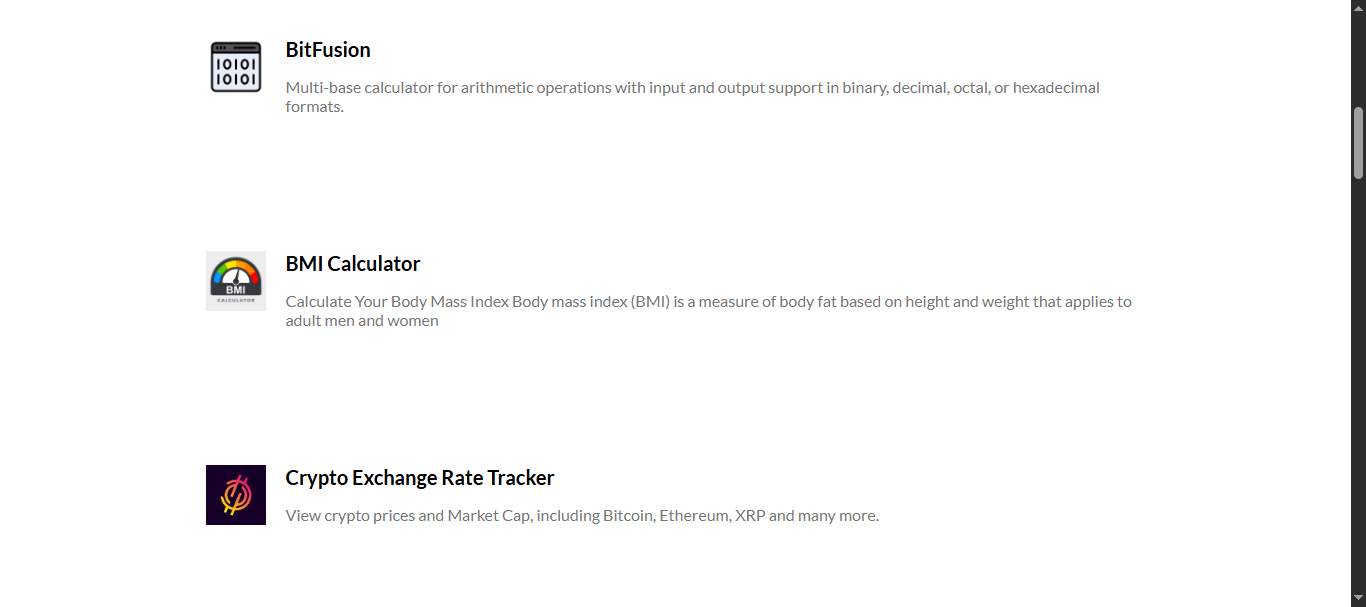 IOIOI
IOIOI
BitFusion
Multi-base calculator for arithmetic operations with input and output support in binary, decimal, octal, or hexadecimal
formats.
BMI
CALCULATOR
BMI Calculator
Calculate Your Body Mass Index Body mass index (BMI) is a measure of body fat based on height and weight that applies to
adult men and women
Crypto Exchange Rate Tracker
View crypto prices and Market Cap, including Bitcoin, Ethereum, XRP and many more.